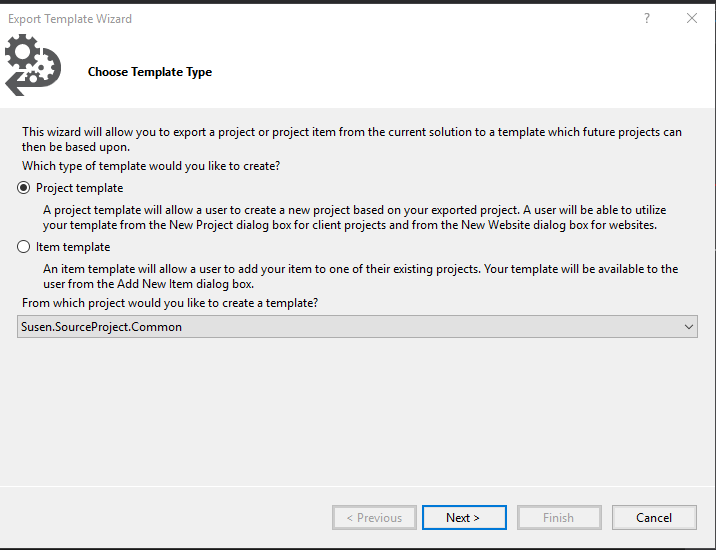 Export Template Wizard
?
Choose Template Type
This wizard will allow you to export a project or project item from the current solution to a template which future projects can
then be based upon.
Which type of template would you like to create?
Project template
A project template will allow a user to create a new project based on your exported project. A user will be able to utilize
your template from the New Project dialog box for client projects and from the New Website dialog box for websites.
Item template
An item template will allow a user to add your item to one of their existing projects. Your template will be available to the
user from the Add New Item dialog box.
From which project would you like to create a template?
Susen.SourceProject.Common
< Previous
Next >
Finish
Cancel